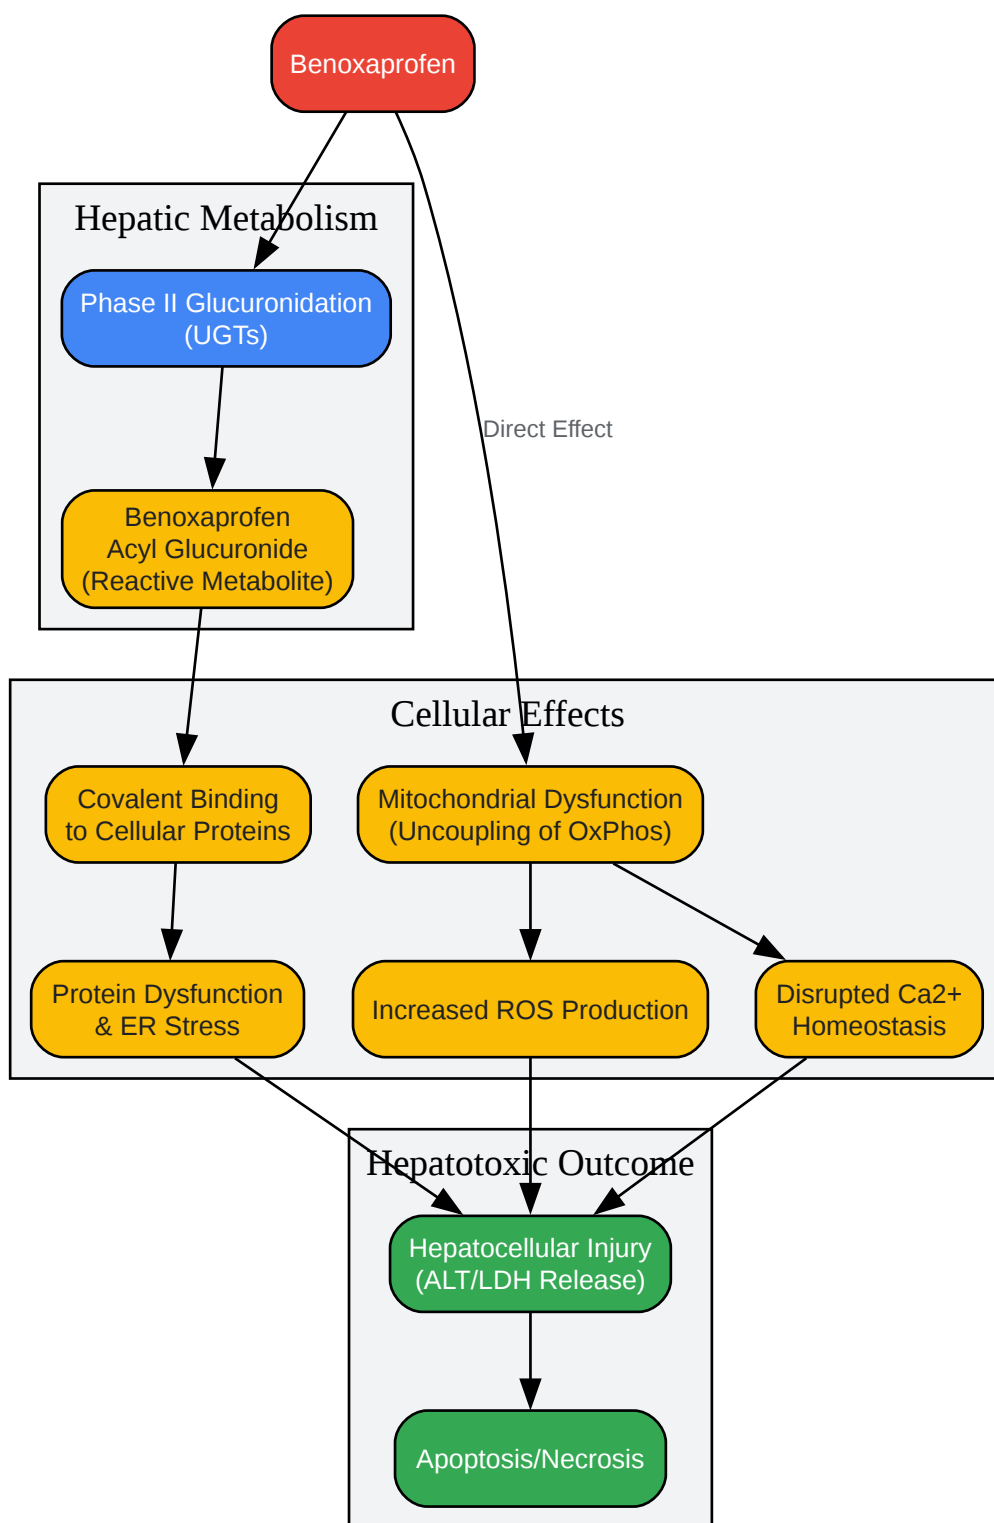 Benoxaprofen
Hepatic Metabolism
Phase II Glucuronidation
(UGTs)
Direct Effect
Benoxaprofen
Acyl Glucuronide
(Reactive Metabolite)
Cellular Effects
Covalent Binding
to Cellular Proteins
Mitochondrial Dysfunction
(Uncoupling of OxPhos)
Protein Dysfunction
& ER Stress
Increased ROS Production
Disrupted Ca2+
Homeostasis
Hepatotoxic Outcome
Hepatocellular Injury
(ALT/LDH Release)
Apoptosis/Necrosis